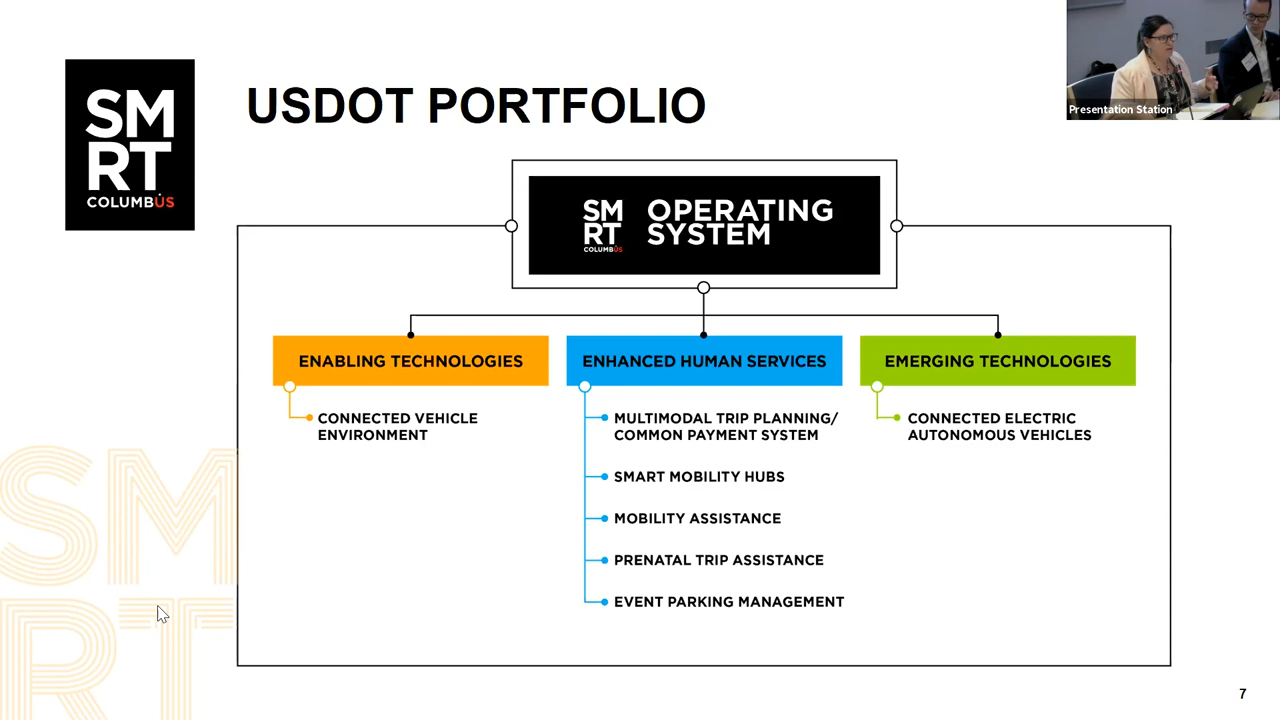 SM
RT
COLUMBUS
USDOT PORTFOLIO
Presentation Station
SM
RT
COLUMBUS
OPERATING
SYSTEM
ENABLING TECHNOLOGIES
CONNECTED VEHICLE
ENVIRONMENT
ENHANCED HUMAN SERVICES
MULTIMODAL TRIP PLANNING/
COMMON PAYMENT SYSTEM
SMART MOBILITY HUBS
MOBILITY ASSISTANCE
PRENATAL TRIP ASSISTANCE
EVENT PARKING MANAGEMENT
EMERGING TECHNOLOGIES
CONNECTED ELECTRIC
AUTONOMOUS VEHICLES
SM
RT
7